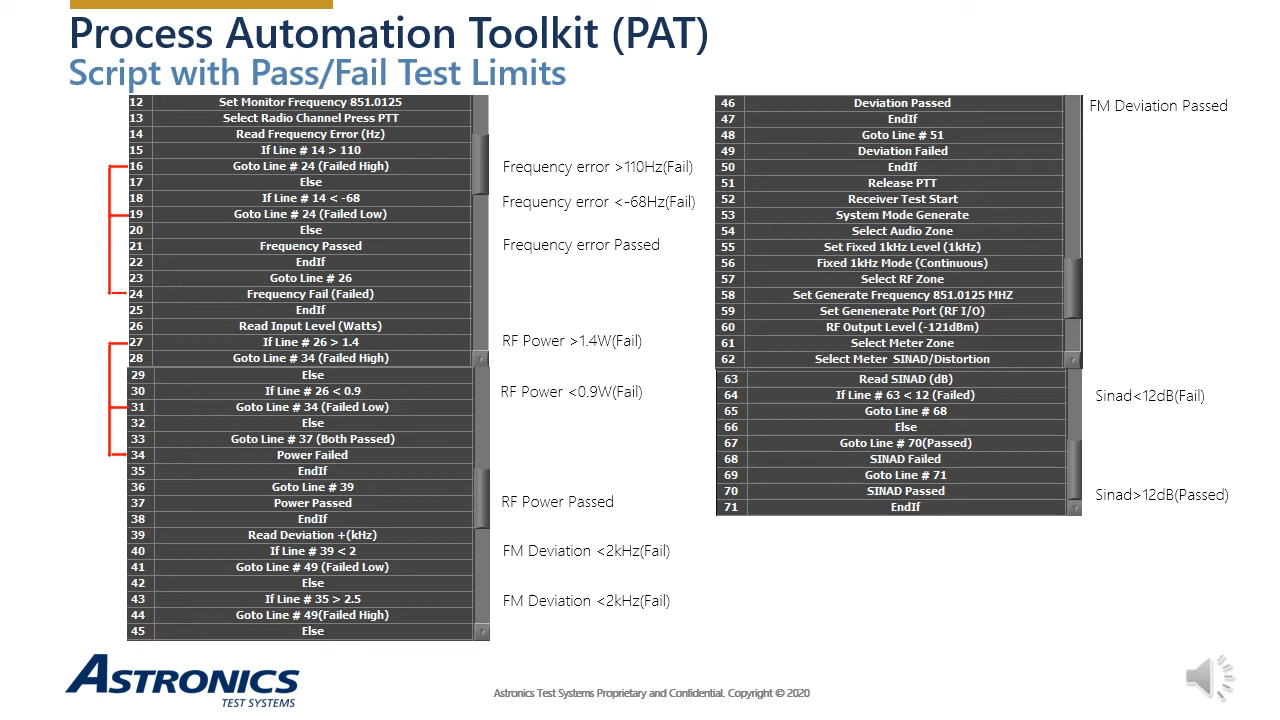 Process Automation Toolkit (PAT)
Script with Pass/Fail Test Limits
12 Set Monitor Frequency 851.0125
13 Select Radio Channel Press PTT
14 Read Frequency Error (Hz)
15 If Line # 14 > 110
16 Goto Line # 24 (Failed High)
17 Else
18 If Line # 14 < -68
19 Goto Line # 24 (Failed Low)
20 Else
21 Frequency Passed
22 EndIf
23 Goto Line # 26
24 Frequency Fail (Failed)
25 EndIf
26 Read Input Level (Watts)
27 If Line # 26 > 1.4
28 Goto Line # 34 (Failed High)
29 Else
30 If Line # 26 < 0.9
31 Goto Line # 34 (Failed Low)
32 Else
33 Goto Line # 37 (Both Passed)
34 Power Failed
35 EndIf
36 Goto Line # 39
37 Power Passed
38 EndIf
39 Read Deviation +(kHz)
40 If Line # 39 < 2
41 Goto Line # 49 (Failed Low)
42 Else
43 If Line # 35 > 2.5
44 Goto Line # 49(Failed High)
45 Else
Frequency error >110Hz(Fail)
Frequency error <-68Hz(Fail)
Frequency error Passed
RF Power >1.4W(Fail)
RF Power <0.9W(Fail)
RF Power Passed
FM Deviation <2kHz(Fail)
FM Deviation <2kHz(Fail)
46 Deviation Passed
47 EndIf
48 Goto Line # 51
49 Deviation Failed
50 EndIf
51 Release PTT
52 Receiver Test Start
53 System Mode Generate
54 Select Audio Zone
55 Set Fixed 1kHz Level (1kHz)
56 Fixed 1kHz Mode (Continuous)
57 Select RF Zone
58 Set Generate Frequency 851.0125 MHZ
59 Set Genenerate Port (RF I/O)
60 RF Output Level (-121dBm)
61 Select Meter Zone
62 Select Meter SINAD/Distortion
63 Read SINAD (dB)
64 If Line # 63 < 12 (Failed)
65 Goto Line # 68
66 Else
67 Goto Line # 70(Passed)
68 SINAD Failed
69 Goto Line # 71
70 SINAD Passed
71 EndIf
FM Deviation Passed
Sinad<12dB(Fail)
Sinad>12dB(Passed)
ASTRONICS
TEST SYSTEMS
Astronics Test Systems Proprietary and Confidential. Copyright © 2020